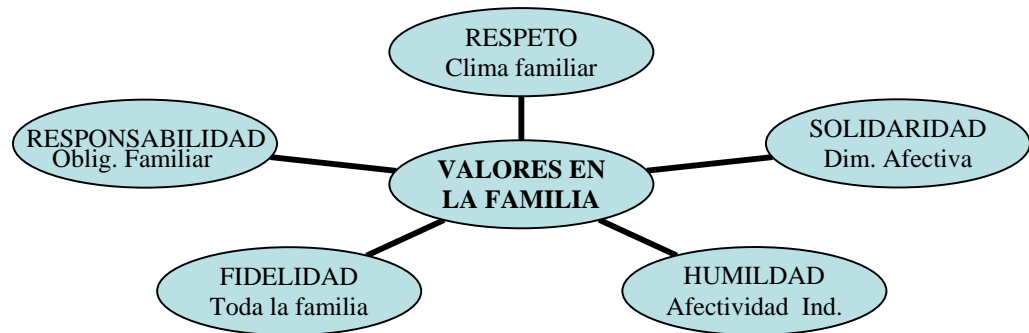 RESPETO
Clima familiar
RESPONSABILIDAD
Oblig. Familiar
SOLIDARIDAD
Dim. Afectiva
VALORES EN
LA FAMILIA
FIDELIDAD
Toda la familia
HUMILDAD
Afectividad Ind.